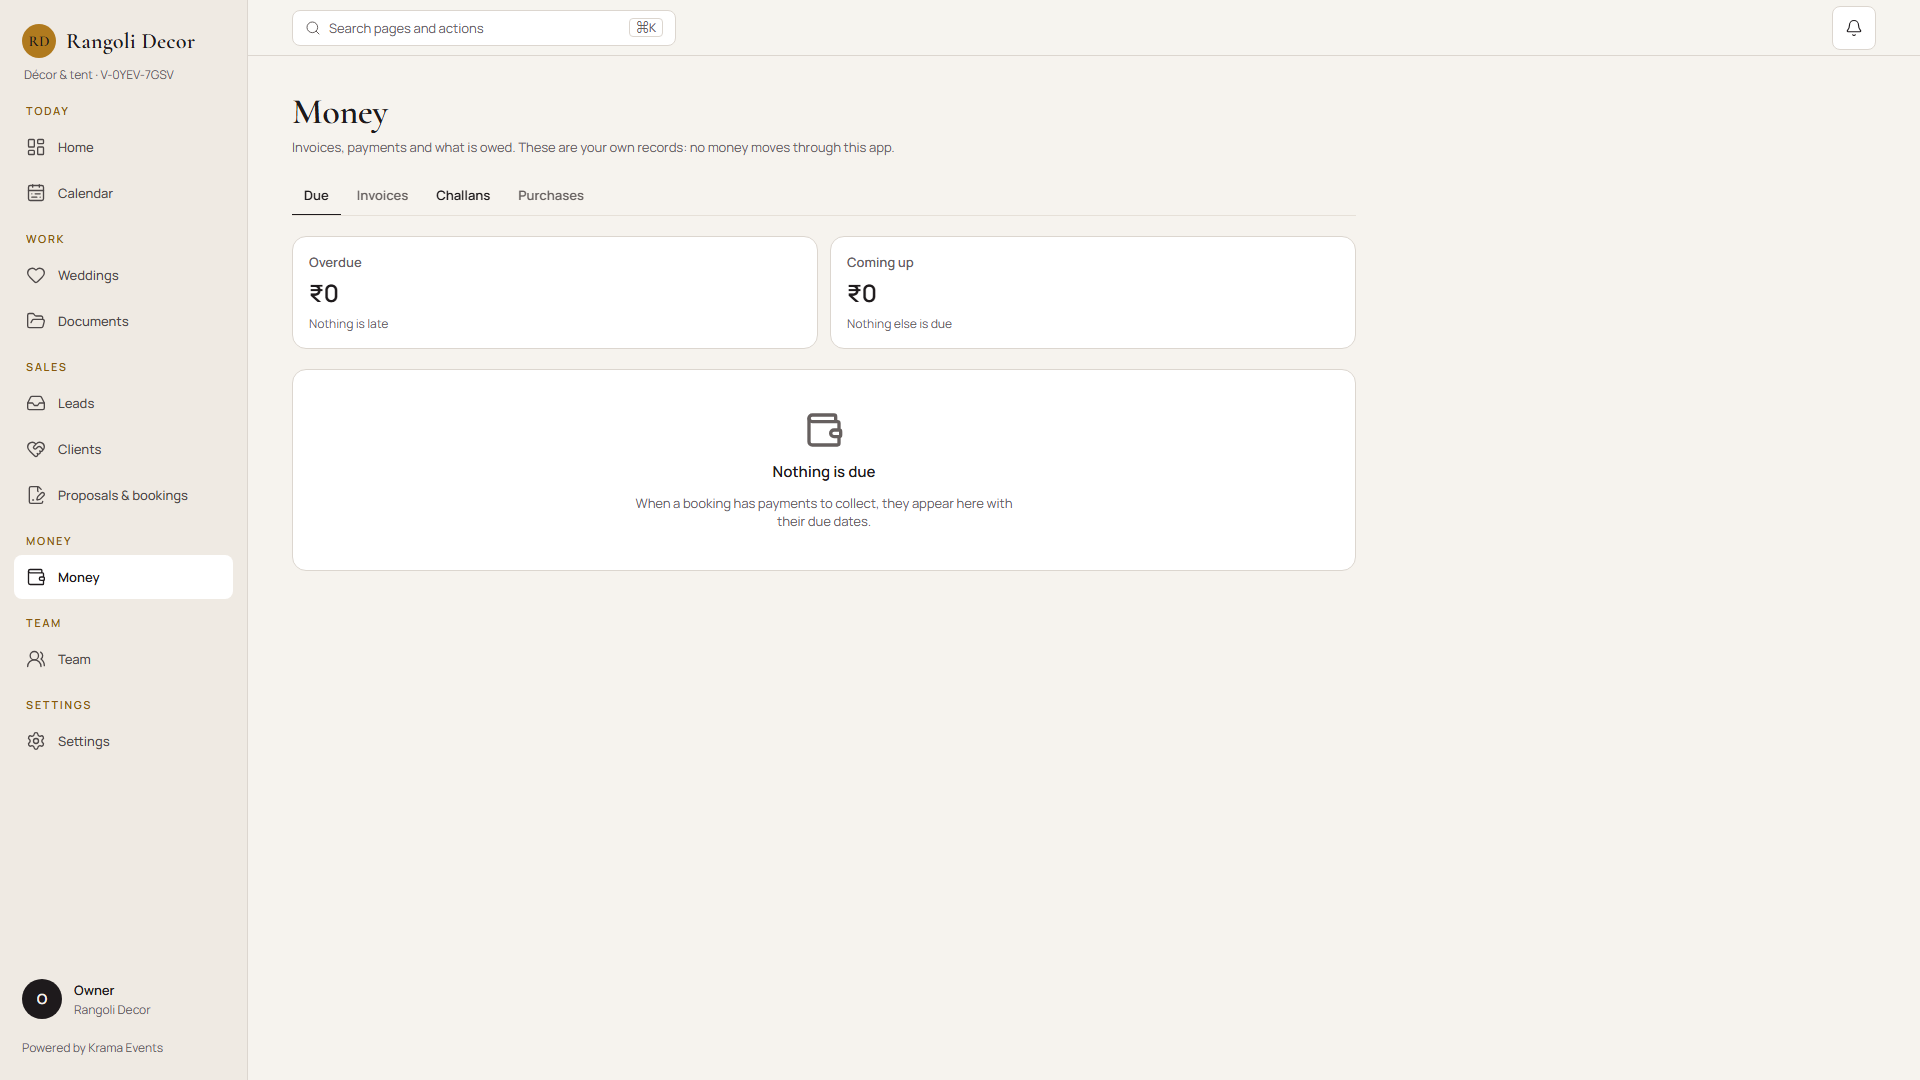 RD Rangoli Decor
Décor & tent · V-0YEV-7GSV
TODAY
Home
Calendar
WORK
Weddings
Documents
SALES
Leads
Clients
Proposals & bookings
MONEY
Money
TEAM
Team
SETTINGS
Settings
O
Owner
Rangoli Decor
Powered by Krama Events
Search pages and actions ⌘K
Money
Invoices, payments and what is owed. These are your own records: no money moves through this app.
Due Invoices Challans Purchases
Overdue
₹0
Nothing is late
Coming up
₹0
Nothing else is due
Nothing is due
When a booking has payments to collect, they appear here with
their due dates.